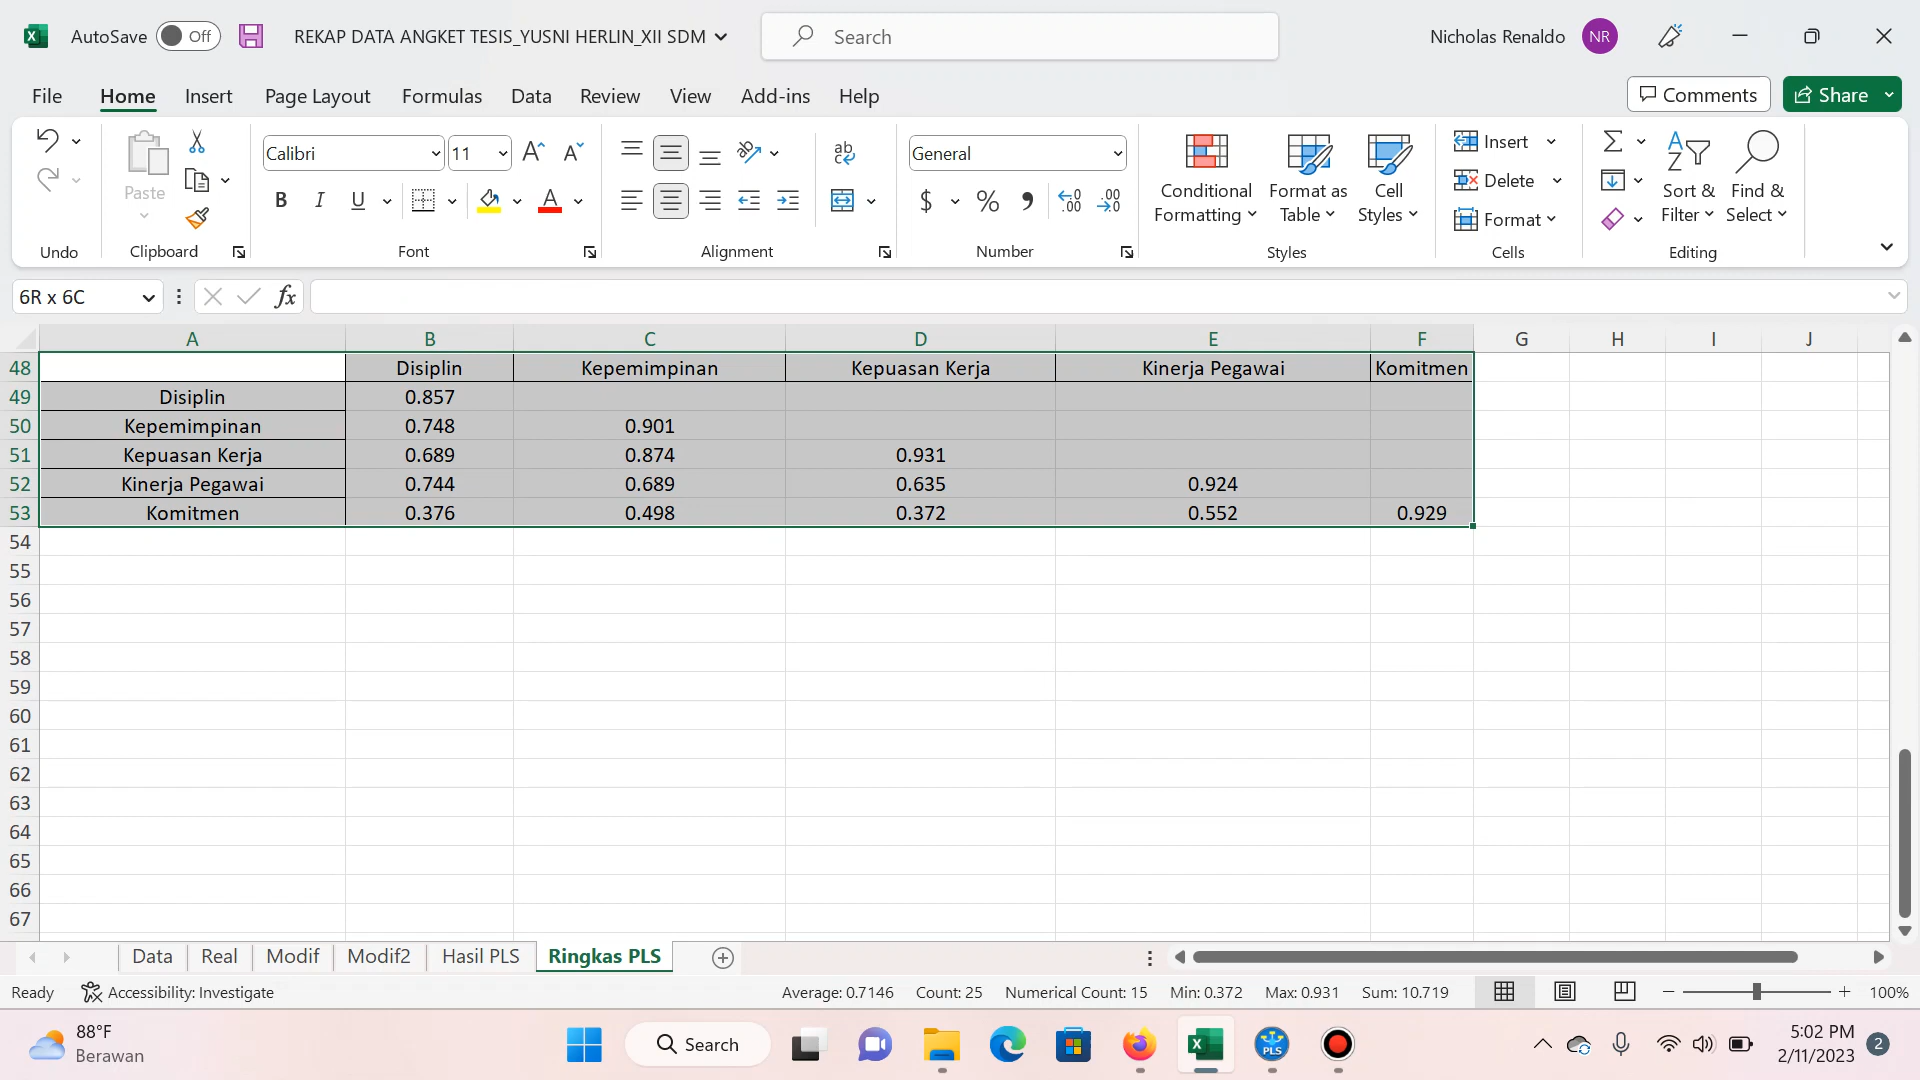 AutoSave Off REKAP DATA ANGKET TESIS_YUSNI HERLIN_XII SDM Search Nicholas Renaldo NR
File Home Insert Page Layout Formulas Data Review View Add-ins Help Comments Share
Paste
Calibri 11
B I U
ab
General
$ % 9 .00
Conditional Formatting
Format as Table
Cell Styles
Insert
Delete
Format
Sort & Filter
Find & Select
Undo Clipboard Font Alignment Number Styles Cells Editing
6R x 6C fx
A B C D E F G H I J
48 Disiplin Kepemimpinan Kepuasan Kerja Kinerja Pegawai Komitmen
49 Disiplin 0.857
50 Kepemimpinan 0.748 0.901
51 Kepuasan Kerja 0.689 0.874 0.931
52 Kinerja Pegawai 0.744 0.689 0.635 0.924
53 Komitmen 0.376 0.498 0.372 0.552 0.929
54
55
56
57
58
59
60
61
62
63
64
65
66
67
Data Real Modif Modif2 Hasil PLS Ringkas PLS
Ready Accessibility: Investigate Average: 0.7146 Count: 25 Numerical Count: 15 Min: 0.372 Max: 0.931 Sum: 10.719 100%
88°F
Berawan
Search
PLS
5:02 PM
2/11/2023
2